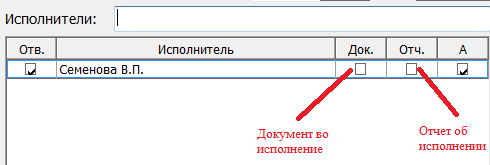 Исполнители:
Отв. Исполнитель Док. Отч. А
Семенова В.П.
Документ во
исполнение
Отчет об
исполнении